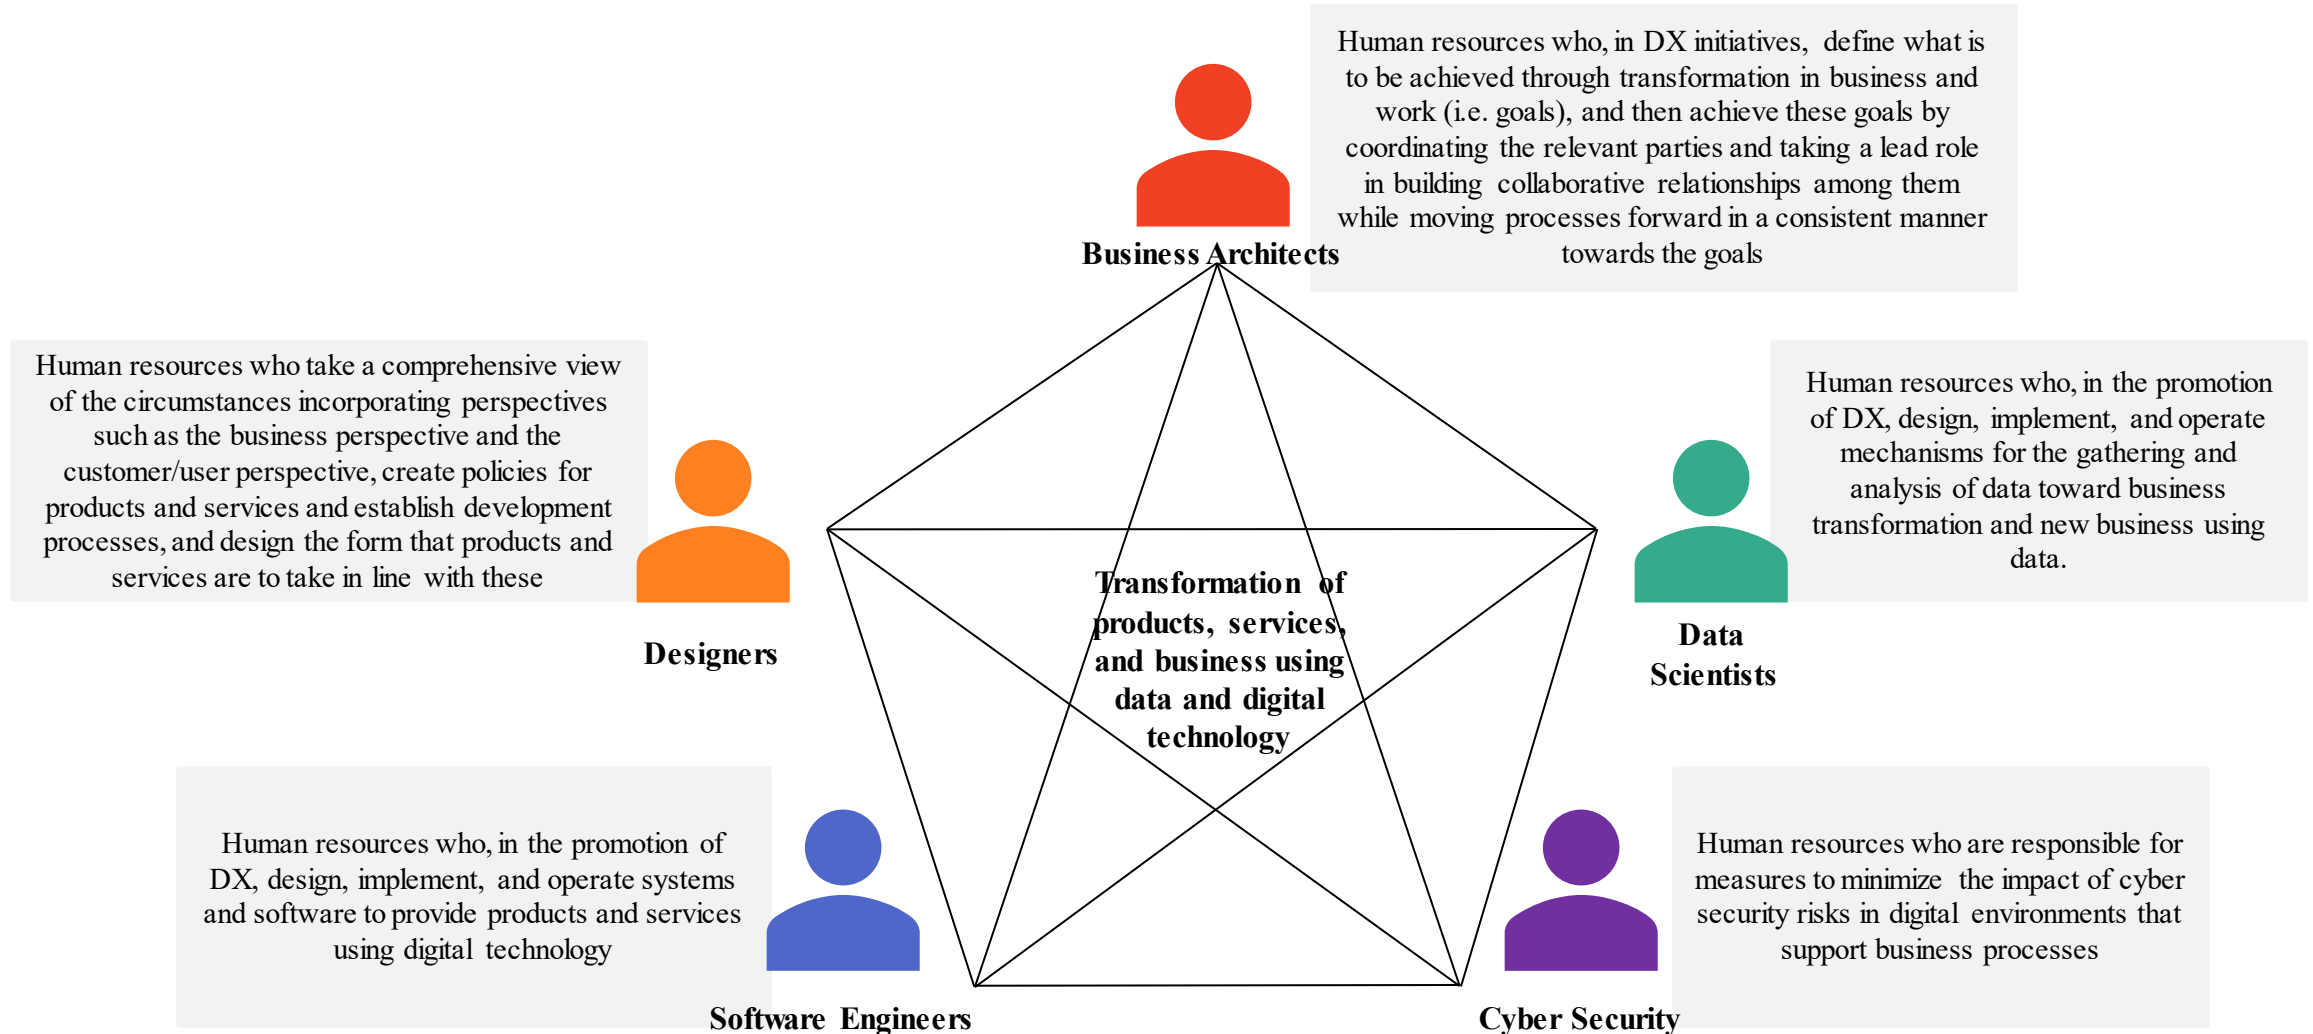 Human resources who, in DX initiatives, define what is
to be achieved through transformation in business and
work (i.e. goals), and then achieve these goals by
coordinating the relevant parties and taking a lead role
in building collaborative relationships among them
while moving processes forward in a consistent manner
towards the goals
Business Architects
Human resources who take a comprehensive view
of the circumstances incorporating perspectives
such as the business perspective and the
customer/user perspective, create policies for
products and services and establish development
processes, and design the form that products and
services are to take in line with these
Designers
Human resources who, in the promotion
of DX, design, implement, and operate
mechanisms for the gathering and
analysis of data toward business
transformation and new business using
data.
Data
Scientists
Transformation of
products, services,
and business using
data and digital
technology
Human resources who, in the promotion of
DX, design, implement, and operate systems
and software to provide products and services
using digital technology
Software Engineers
Human resources who are responsible for
measures to minimize the impact of cyber
security risks in digital environments that
support business processes
Cyber Security